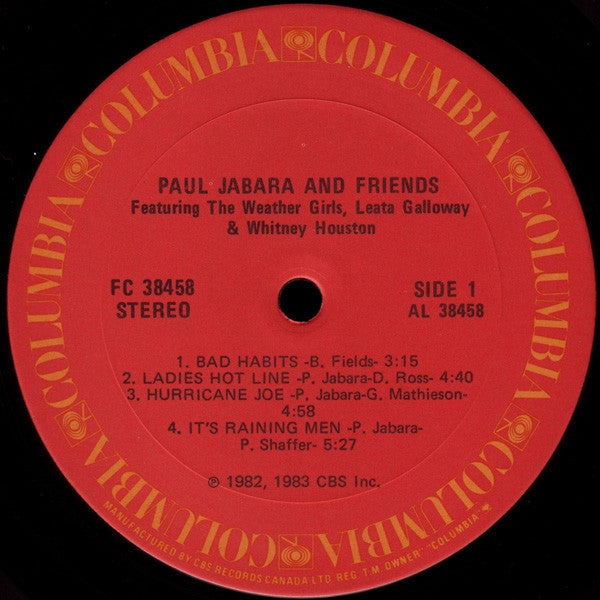 COLUMBIA COLUMBIA COLUMBIA COLUMBIA COLUMBIA COLUMBIA
PAUL JABARA AND FRIENDS
Featuring The Weather Girls, Leata Galloway
& Whitney Houston
FC 38458
STEREO
SIDE 1
AL 38458
1. BAD HABITS -B. Fields- 3:15
2. LADIES HOT LINE -P. Jabara-D. Ross- 4:40
3. HURRICANE JOE -P. Jabara-G. Mathieson-
4:58
4. IT'S RAINING MEN -P. Jabara-
P. Shaffer- 5:27
℗ 1982, 1983 CBS Inc.
MANUFACTURED BY CBS RECORDS CANADA LTD. REG. T.M. OWNER "COLUMBIA"